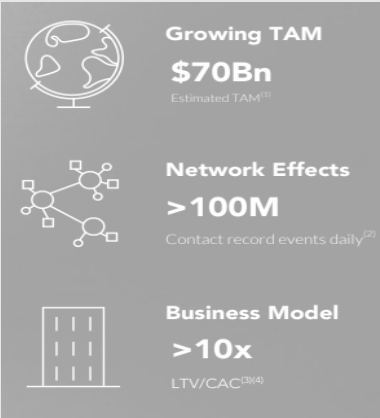 Growing TAM
$70Bn
Estimated TAM(1)
Network Effects
>100M
Contact record events daily(2)
Business Model
>10x
LTV/CAC(3)(4)